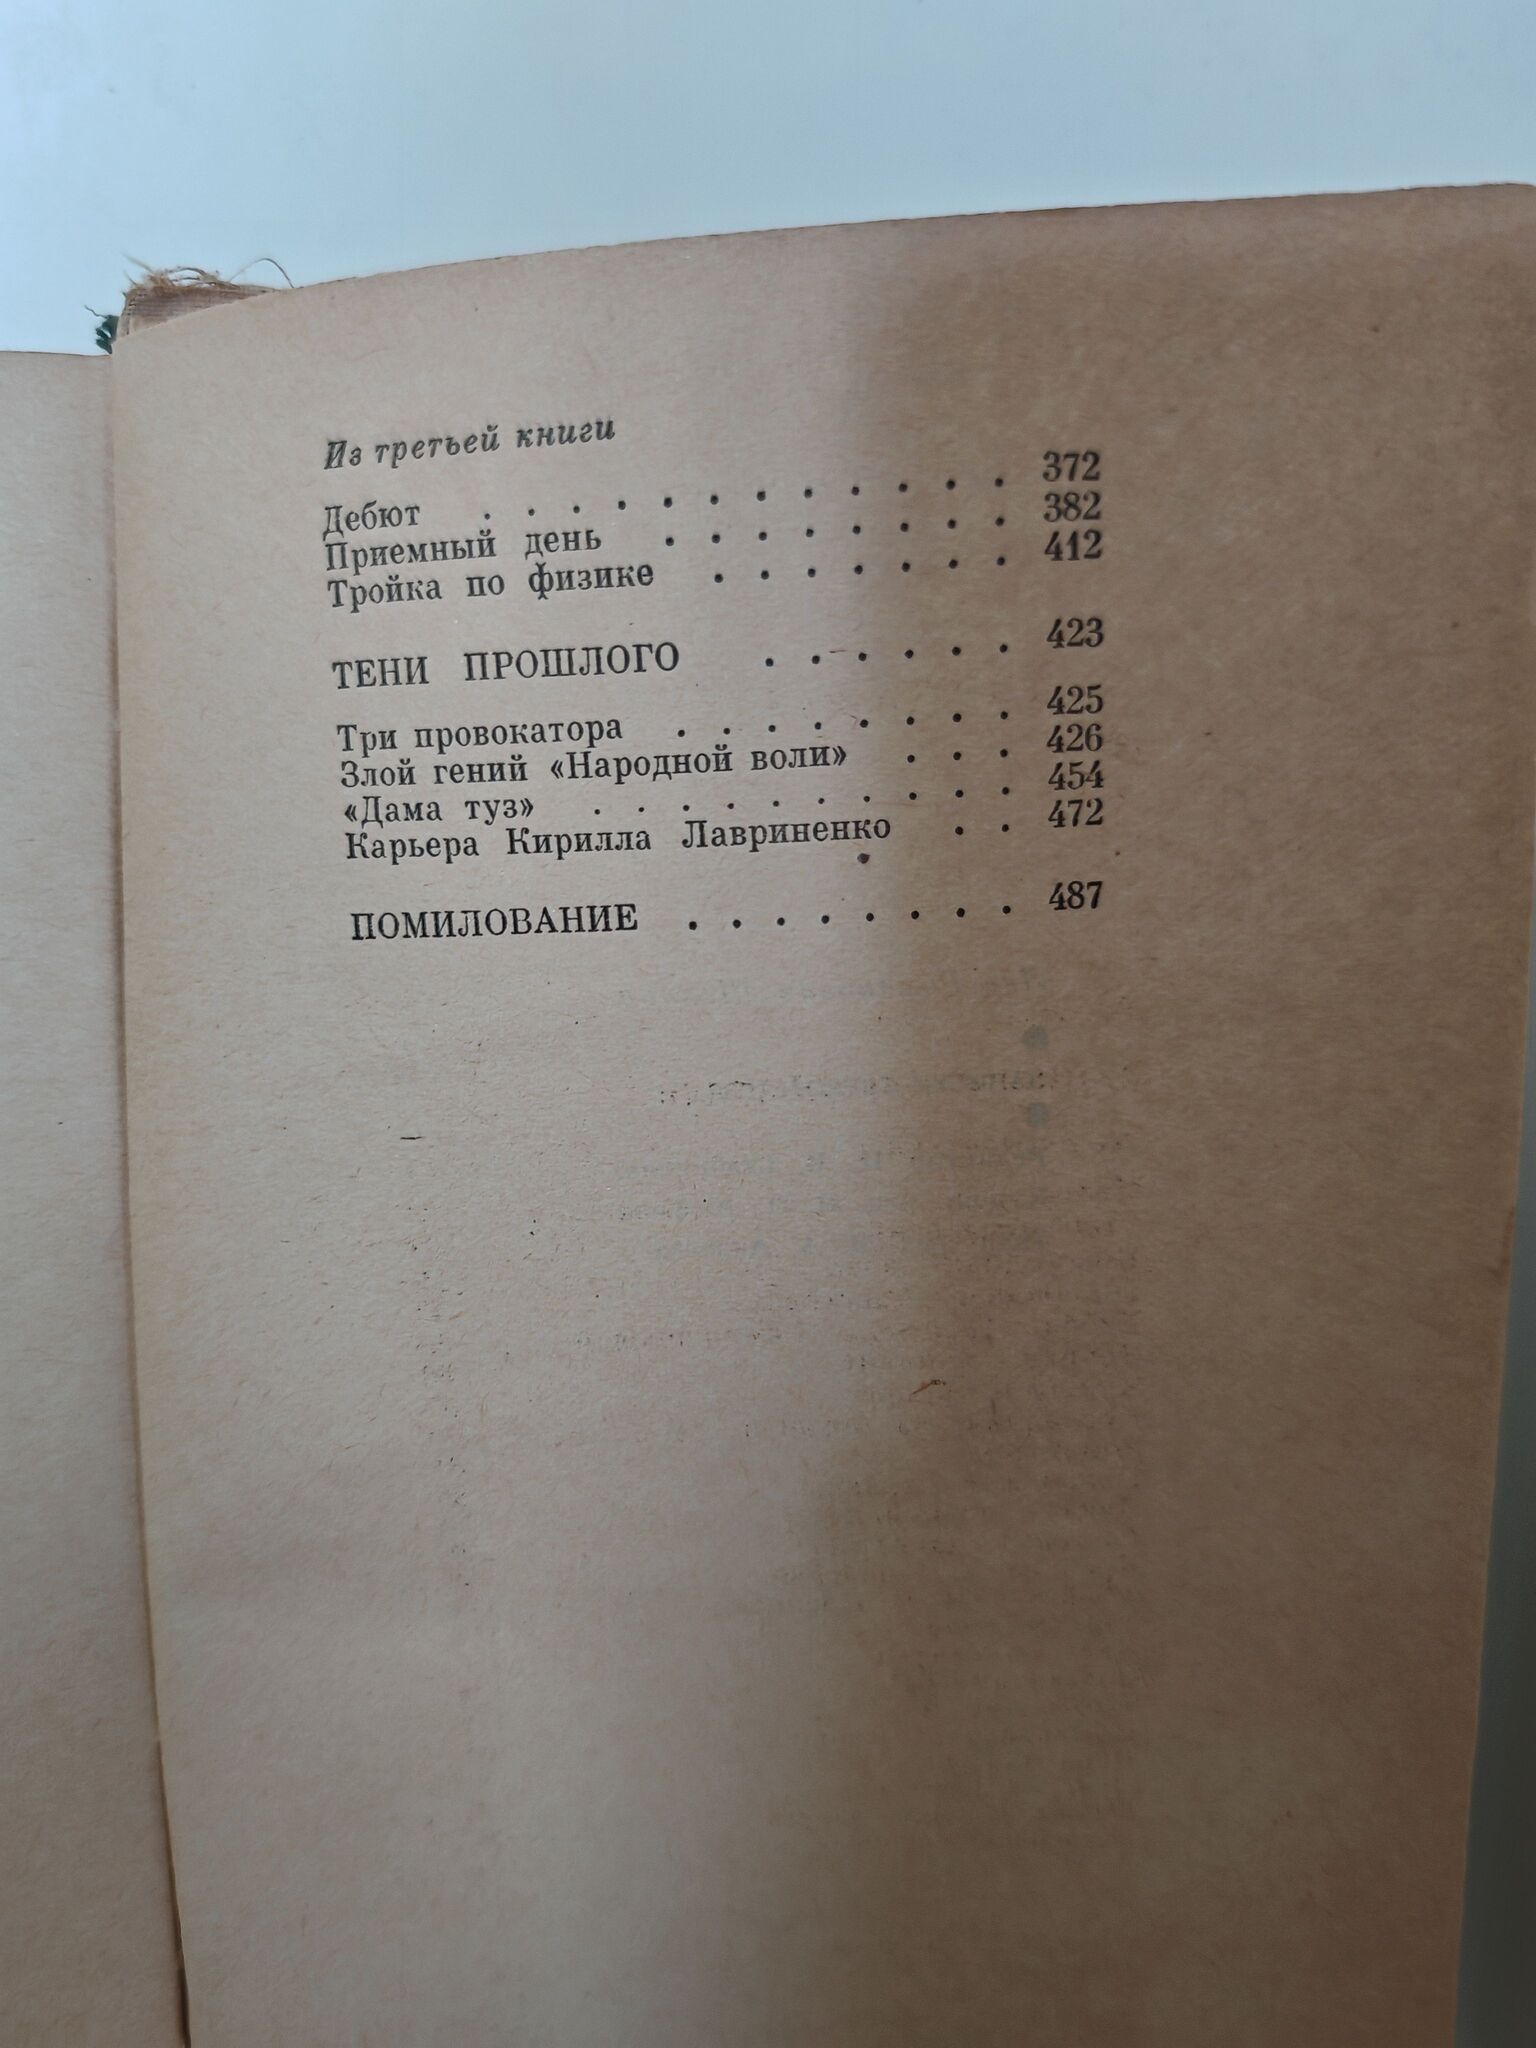 Из третьей книги
Дебют . . . . . . . . . . . . 372
Приемный день . . . . . . . . 382
Тройка по физике . . . . . . . 412
ТЕНИ ПРОШЛОГО . . . . . . 423
Три провокатора . . . . . . . . 425
Злой гений «Народной воли» . . . 426
«Дама туз» . . . . . . . . . . 454
Карьера Кирилла Лавриненко . . 472
ПОМИЛОВАНИЕ . . . . . . . . 487